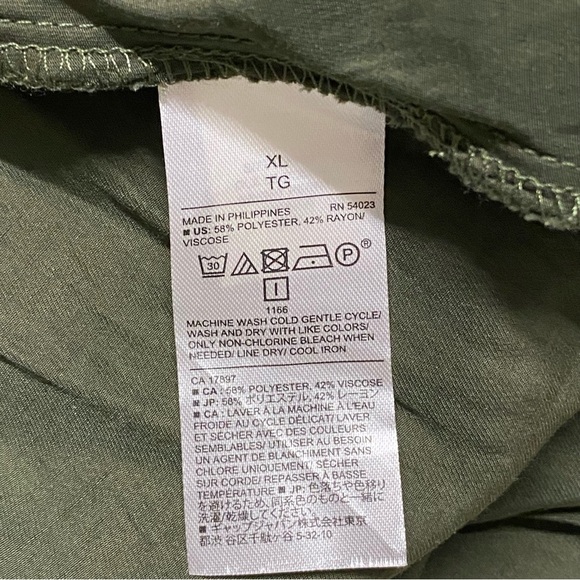 XL
TG
MADE IN PHILIPPINES RN 54023
US: 58% POLYESTER, 42% RAYON/
VISCOSE
30 P ®
1166
MACHINE WASH COLD GENTLE CYCLE/
WASH AND DRY WITH LIKE COLORS/
ONLY NON-CHLORINE BLEACH WHEN
NEEDED/ LINE DRY/ COOL IRON
CA 17897
CA : 58% POLYESTER, 42% VISCOSE
JP: 58% ポリエステル, 42% レーヨン
CA : LAVER À LA MACHINE À L'EAU
FROIDE AU CYCLE DÉLICAT/ LAVER
ET SÉCHER AVEC DES COULEURS
SEMBLABLES/ UTILISER AU BESOIN
UN AGENT DE BLANCHIMENT SANS
CHLORE UNIQUEMENT/ SÉCHER
SUR CORDE/ REPASSER À BASSE
TEMPÉRATURE JP: 色落ちや色移り
を防ぐため、同系色のものと一緒に
洗濯/乾燥してください。
ギャップジャパン株式会社東京
都渋谷区千駄ヶ谷 5-32-10